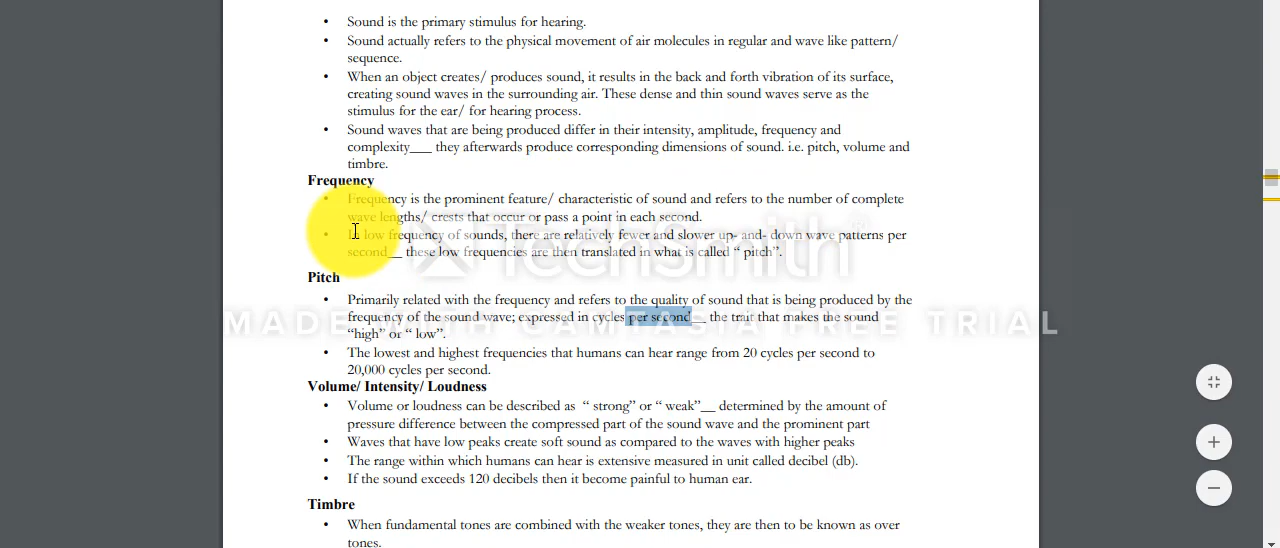 • Sound is the primary stimulus for hearing.
• Sound actually refers to the physical movement of air molecules in regular and wave like pattern/
sequence.
• When an object creates/ produces sound, it results in the back and forth vibration of its surface,
creating sound waves in the surrounding air. These dense and thin sound waves serve as the
stimulus for the ear/ for hearing process.
• Sound waves that are being produced differ in their intensity, amplitude, frequency and
complexity___ they afterwards produce corresponding dimensions of sound. i.e. pitch, volume and
timbre.
Frequency
• Frequency is the prominent feature/ characteristic of sound and refers to the number of complete
wave lengths/ crests that occur or pass a point in each second.
• In low frequency of sounds, there are relatively fewer and slower up- and- down wave patterns per
second__ these low frequencies are then translated in what is called “ pitch”.
TechSmith®
Pitch
• Primarily related with the frequency and refers to the quality of sound that is being produced by the
frequency of the sound wave; expressed in cycles per second__ the trait that makes the sound
“high” or “ low”.
MADE WITH CAMTASIA FREE TRIAL
• The lowest and highest frequencies that humans can hear range from 20 cycles per second to
20,000 cycles per second.
Volume/ Intensity/ Loudness
• Volume or loudness can be described as “ strong” or “ weak”__ determined by the amount of
pressure difference between the compressed part of the sound wave and the prominent part
• Waves that have low peaks create soft sound as compared to the waves with higher peaks
• The range within which humans can hear is extensive measured in unit called decibel (db).
• If the sound exceeds 120 decibels then it become painful to human ear.
Timbre
• When fundamental tones are combined with the weaker tones, they are then to be known as over
tones.